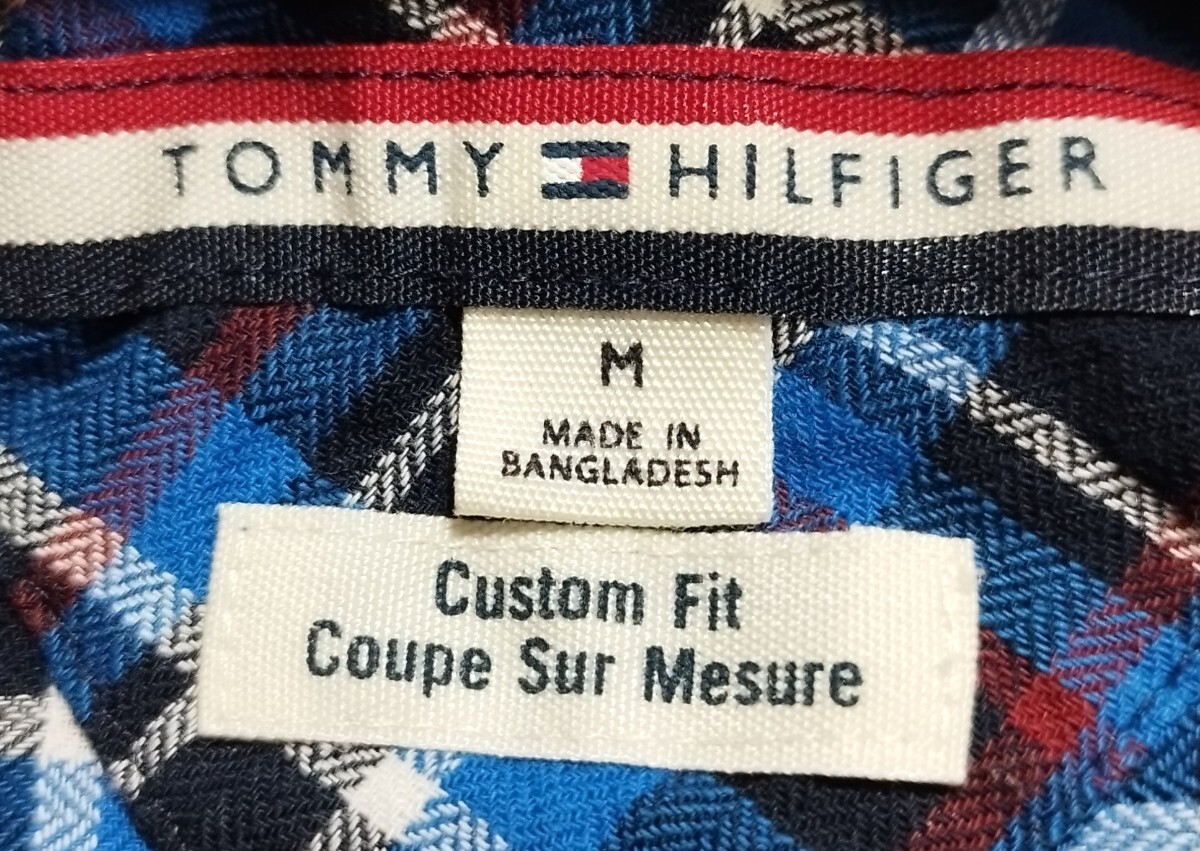 TOMMY HILFIGER
M
MADE IN
BANGLADESH
Custom Fit
Coupe Sur Mesure